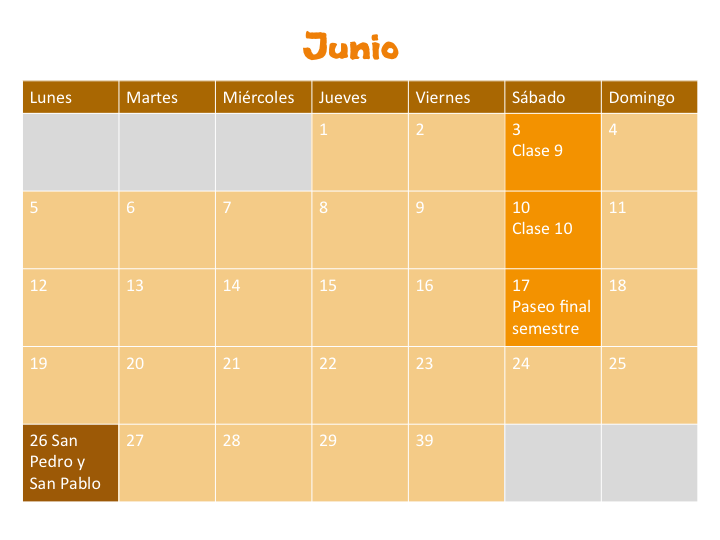 Junio
Lunes Martes Miércoles Jueves Viernes Sábado Domingo
1 2 3 4
Clase 9
5 6 7 8 9 10 11
Clase 10
12 13 14 15 16 17 18
Paseo final
semestre
19 20 21 22 23 24 25
26 San 27 28 29 39
Pedro y
San Pablo